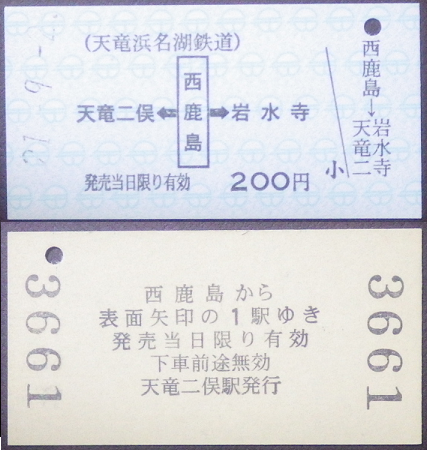 (天竜浜名湖鉄道)
天竜二俣⇐西鹿島⇒岩水寺
発売当日限り有効 200円
小
西鹿島→岩水寺
天竜二
3661
西鹿島から
表面矢印の1駅ゆき
発売当日限り有効
下車前途無効
天竜二俣駅発行
3661